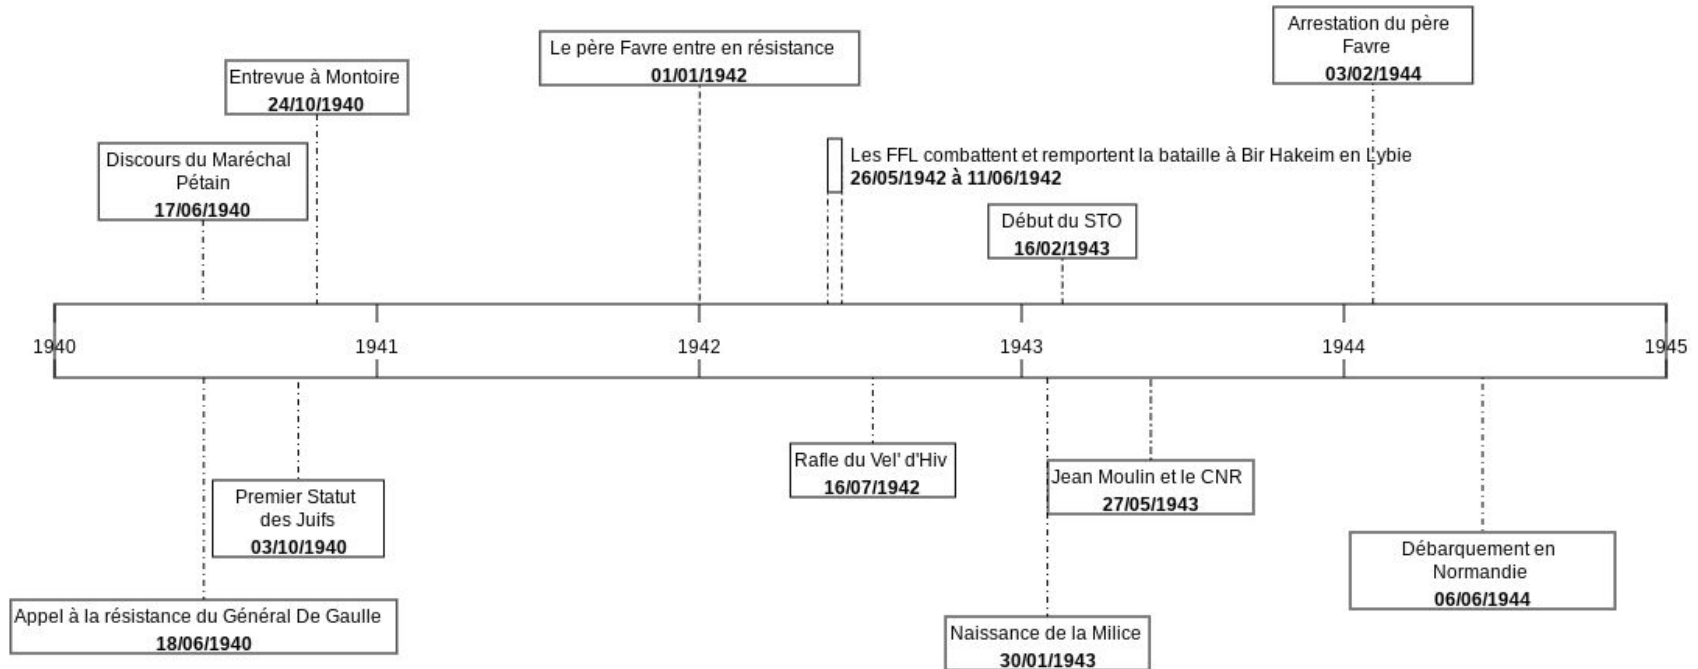 Arrestation du père
Favre
03/02/1944
Le père Favre entre en résistance
01/01/1942
Entrevue à Montoire
24/10/1940
Discours du Maréchal
Pétain
17/06/1940
Les FFL combattent et remportent la bataille à Bir Hakeim en Lybie
26/05/1942 à 11/06/1942
Début du STO
16/02/1943
1940 1941 1942 1943 1944 1945
Rafle du Vel' d'Hiv
16/07/1942
Jean Moulin et le CNR
27/05/1943
Premier Statut
des Juifs
03/10/1940
Débarquement en
Normandie
06/06/1944
Appel à la résistance du Général De Gaulle
18/06/1940
Naissance de la Milice
30/01/1943